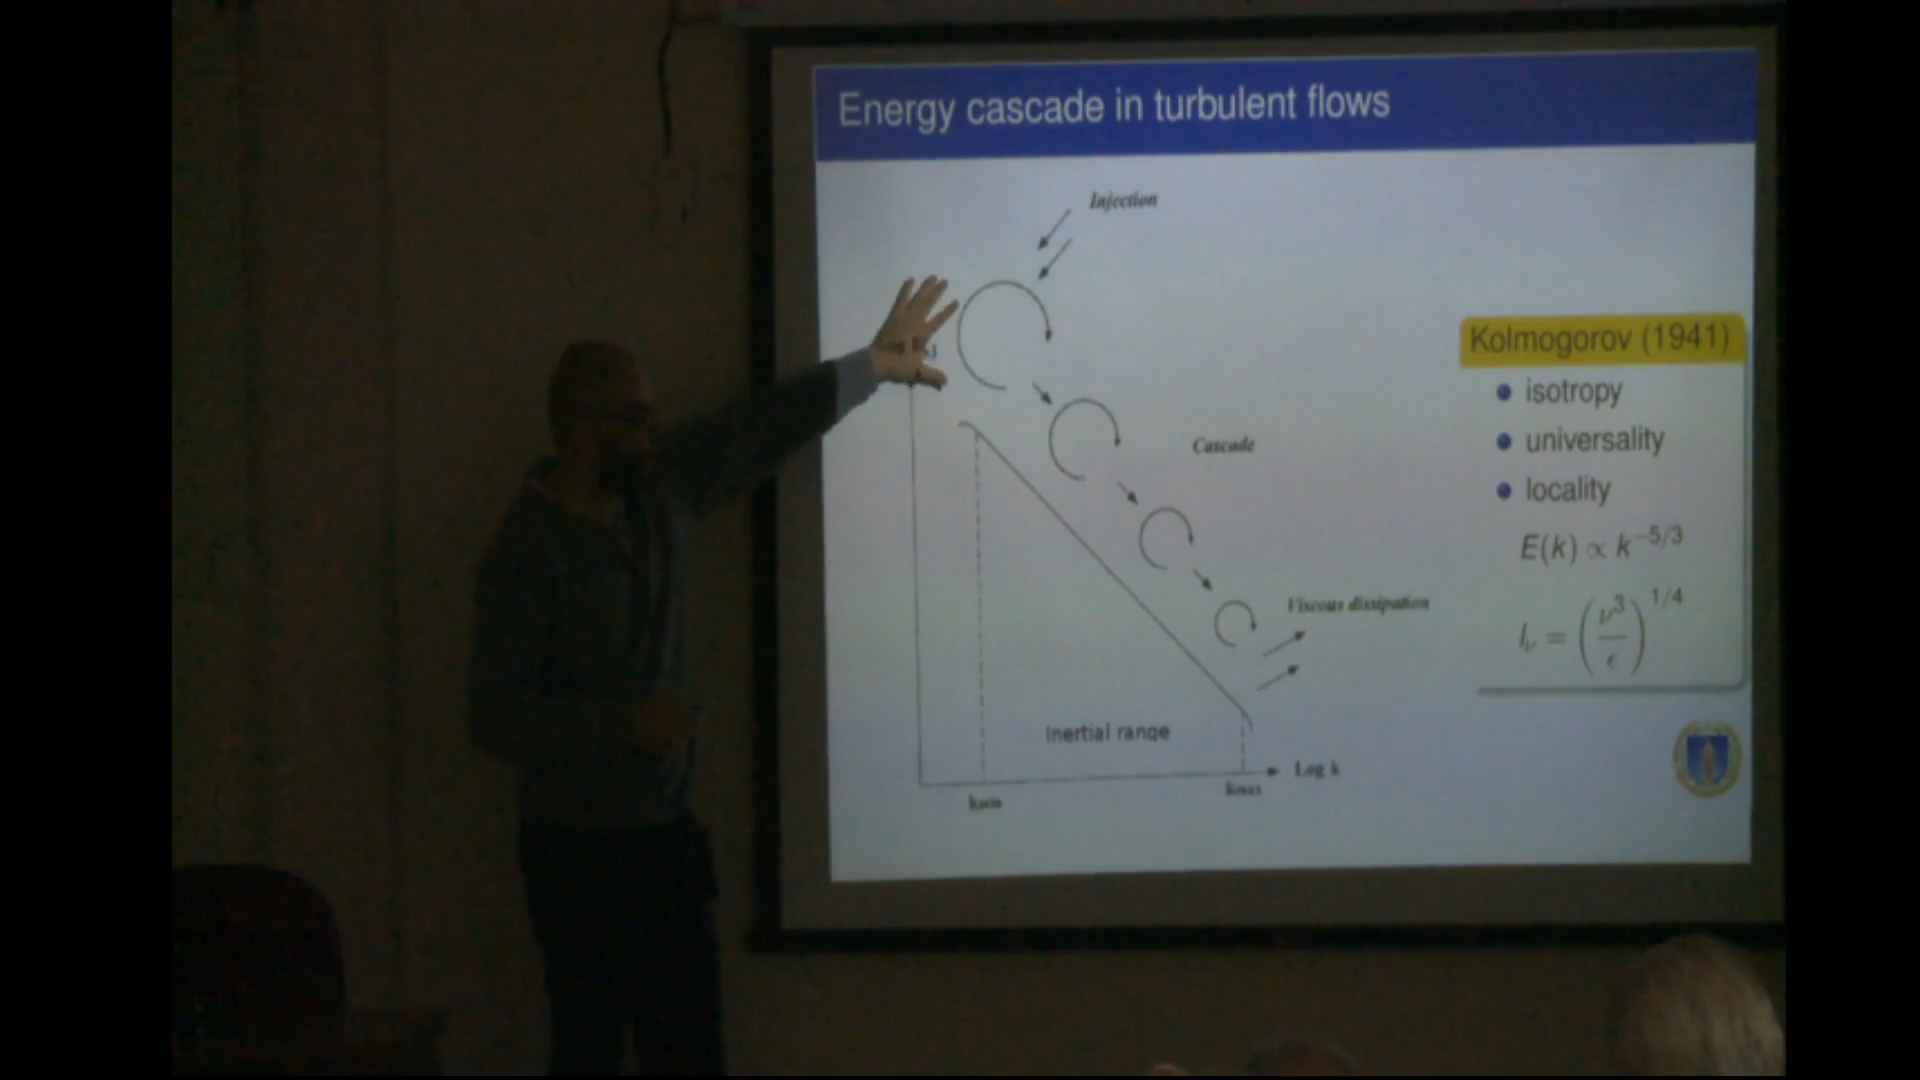 Energy cascade in turbulent flows
Injection
Cascade
Viscous dissipation
Inertial range
Log k
kmin
kmax
Kolmogorov (1941)
isotropy
universality
locality
E(k) ∝ k^{-5/3}
l_ν = (ν^3/ϵ)^{1/4}